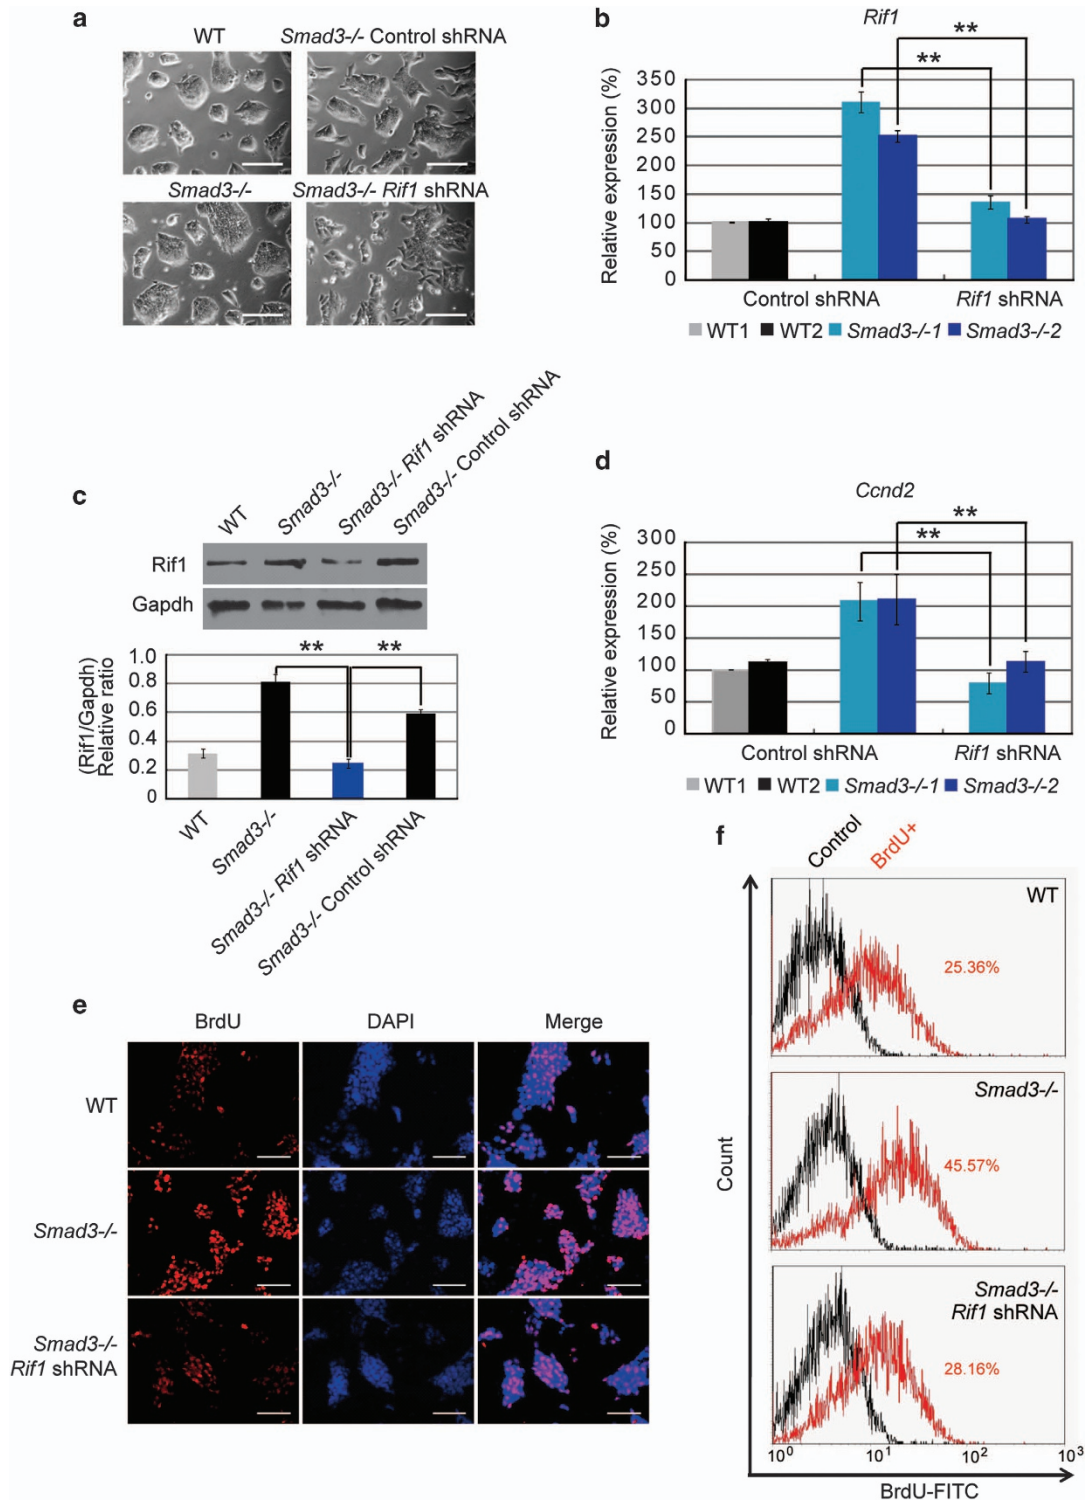 a
WT
Smad3-/- Control shRNA
Smad3-/-
Smad3-/- Rif1 shRNA
b
Rif1
**
**
Relative expression (%)
350
300
250
200
150
100
50
0
Control shRNA
Rif1 shRNA
WT1 WT2 Smad3-/-1 Smad3-/-2
c
WT
Smad3-/-
Smad3-/- Rif1 shRNA
Smad3-/- Control shRNA
Rif1
Gapdh
(Rif1/Gapdh)
Relative ratio
1.0
0.8
0.6
0.4
0.2
0
** **
WT
Smad3-/-
Smad3-/- Rif1 shRNA
Smad3-/- Control shRNA
d
Ccnd2
**
**
Relative expression (%)
300
250
200
150
100
50
0
Control shRNA
Rif1 shRNA
WT1 WT2 Smad3-/-1 Smad3-/-2
e
BrdU
DAPI
Merge
WT
Smad3-/-
Smad3-/-
Rif1 shRNA
f
Control
BrdU+
WT
25.36%
Smad3-/-
45.57%
Smad3-/-
Rif1 shRNA
28.16%
Count
10⁰ 10¹ 10² 10³
BrdU-FITC